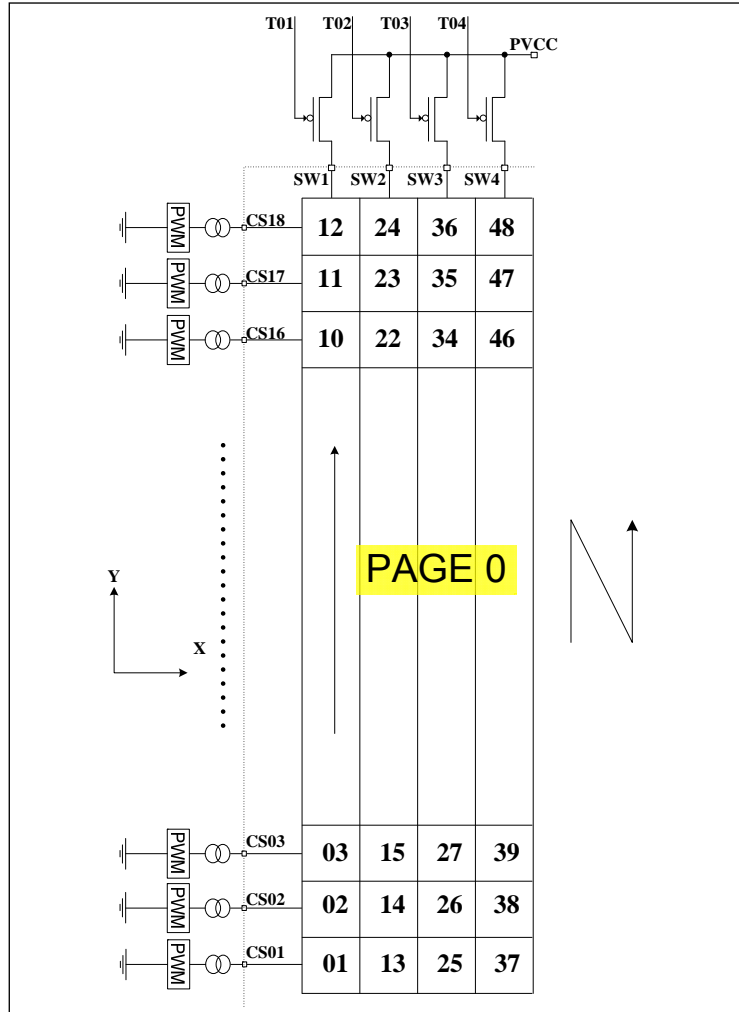 T01 T02 T03 T04
PVCC
SW1 SW2 SW3 SW4
PWM CS18 12 24 36 48
PWM CS17 11 23 35 47
PWM CS16 10 22 34 46
PAGE 0
Y
X
PWM CS03 03 15 27 39
PWM CS02 02 14 26 38
PWM CS01 01 13 25 37